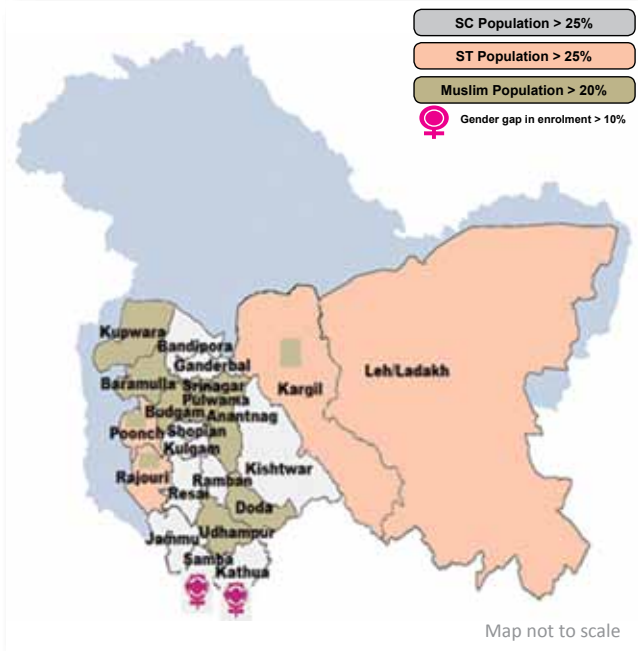 SC Population > 25%
ST Population > 25%
Muslim Population > 20%
Gender gap in enrolment > 10%
Kupwara
Bandipora
Ganderbal
Baramulla
Srinagar
Kargil
Leh/Ladakh
Pulwama
Budgam
Anantnag
Poonch
Shopian
Kulgam
Kishtwar
Rajouri
Ramban
Resai
Doda
Udhampur
Jammu
Samba
Kathua
Map not to scale